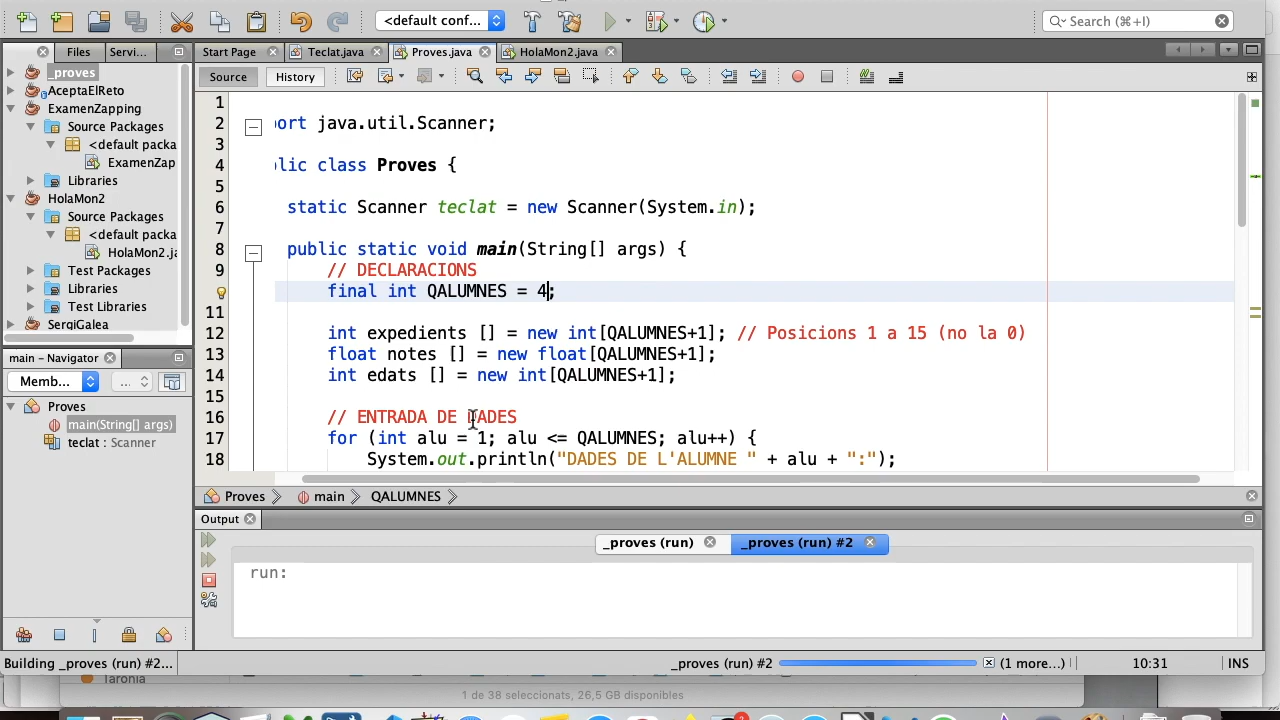 <default conf...
Search (⌘+I)
Files
Servi...
Start Page
Teclat.java
Proves.java
HolaMon2.java
Source
History
_proves
AceptaElReto
ExamenZapping
Source Packages
<default packa
ExamenZap
Libraries
HolaMon2
Source Packages
<default packa
HolaMon2.ja
Test Packages
Libraries
Test Libraries
SergiGalea
1
2 port java.util.Scanner;
3
4 lic class Proves {
5
6 static Scanner teclat = new Scanner(System.in);
7
8 public static void main(String[] args) {
9 // DECLARACIONS
final int QALUMNES = 4;
11
12 int expedients [] = new int[QALUMNES+1]; // Posicions 1 a 15 (no la 0)
13 float notes [] = new float[QALUMNES+1];
14 int edats [] = new int[QALUMNES+1];
15
16 // ENTRADA DE DADES
17 for (int alu = 1; alu <= QALUMNES; alu++) {
18 System.out.println("DADES DE L'ALUMNE " + alu + ":");
main – Navigator
Memb...
...
Proves
main(String[] args)
teclat : Scanner
Proves main QALUMNES
Output
_proves (run)
_proves (run) #2
run:
Building _proves (run) #2...
_proves (run) #2
(1 more...)
10:31
INS
Taronja
1 de 38 seleccionats, 26,5 GB disponibles